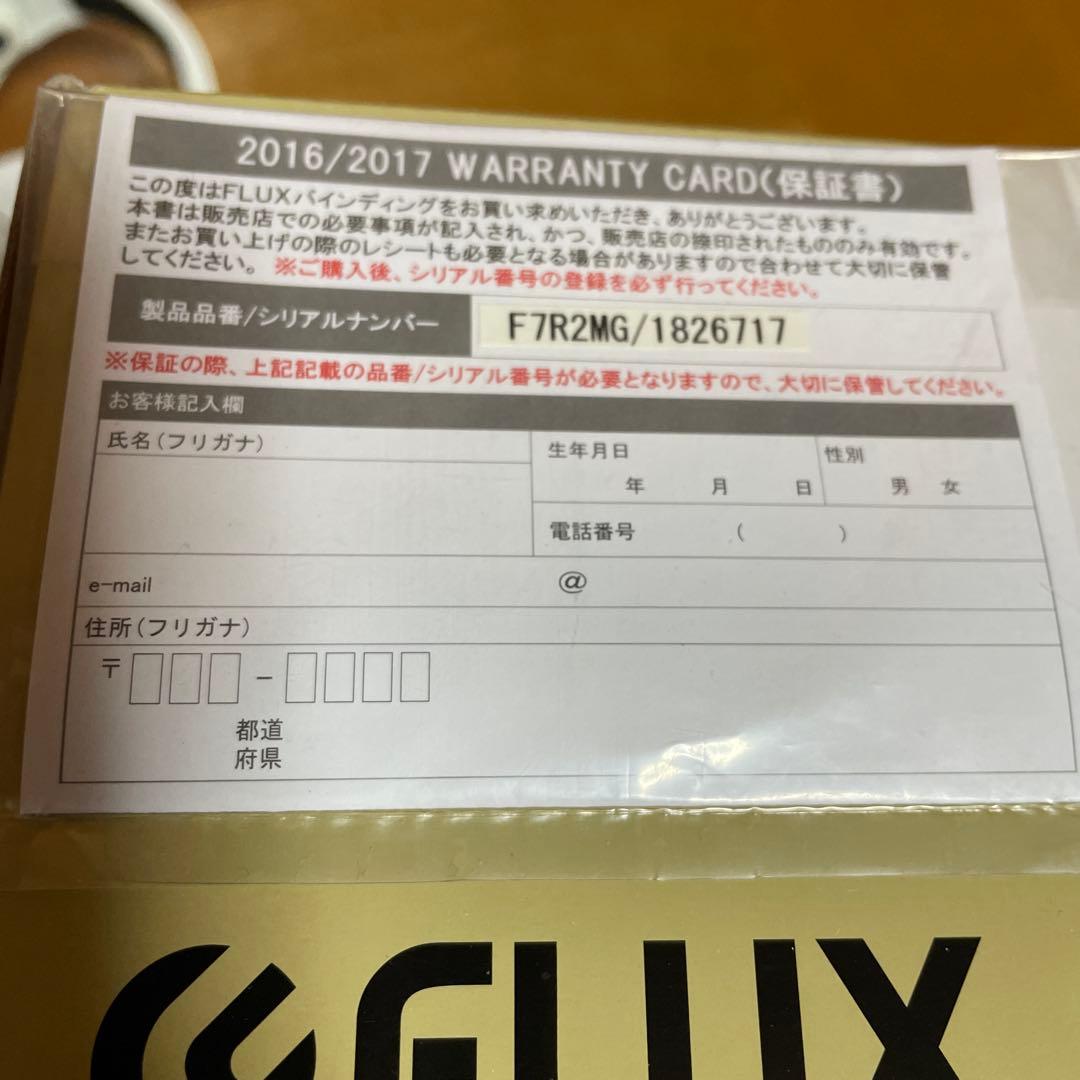 2016/2017 WARRANTY CARD(保証書)
この度はFLUXバインディングをお買い求めいただき、ありがとうございます。
本書は販売店での必要事項が記入され、かつ、販売店の捺印されたもののみ有効です。
またお買い上げの際のレシートも必要となる場合がありますので合わせて大切に保管
してください。 ※ご購入後、シリアル番号の登録を必ず行ってください。
製品品番/シリアルナンバー F7R2MG/1826717
※保証の際、上記記載の品番/シリアル番号が必要となりますので、大切に保管してください。
お客様記入欄
氏名(フリガナ) 生年月日 性別
年 月 日 男 女
電話番号 ( )
e-mail @
住所(フリガナ)
〒 -
都道
府県
FLUX